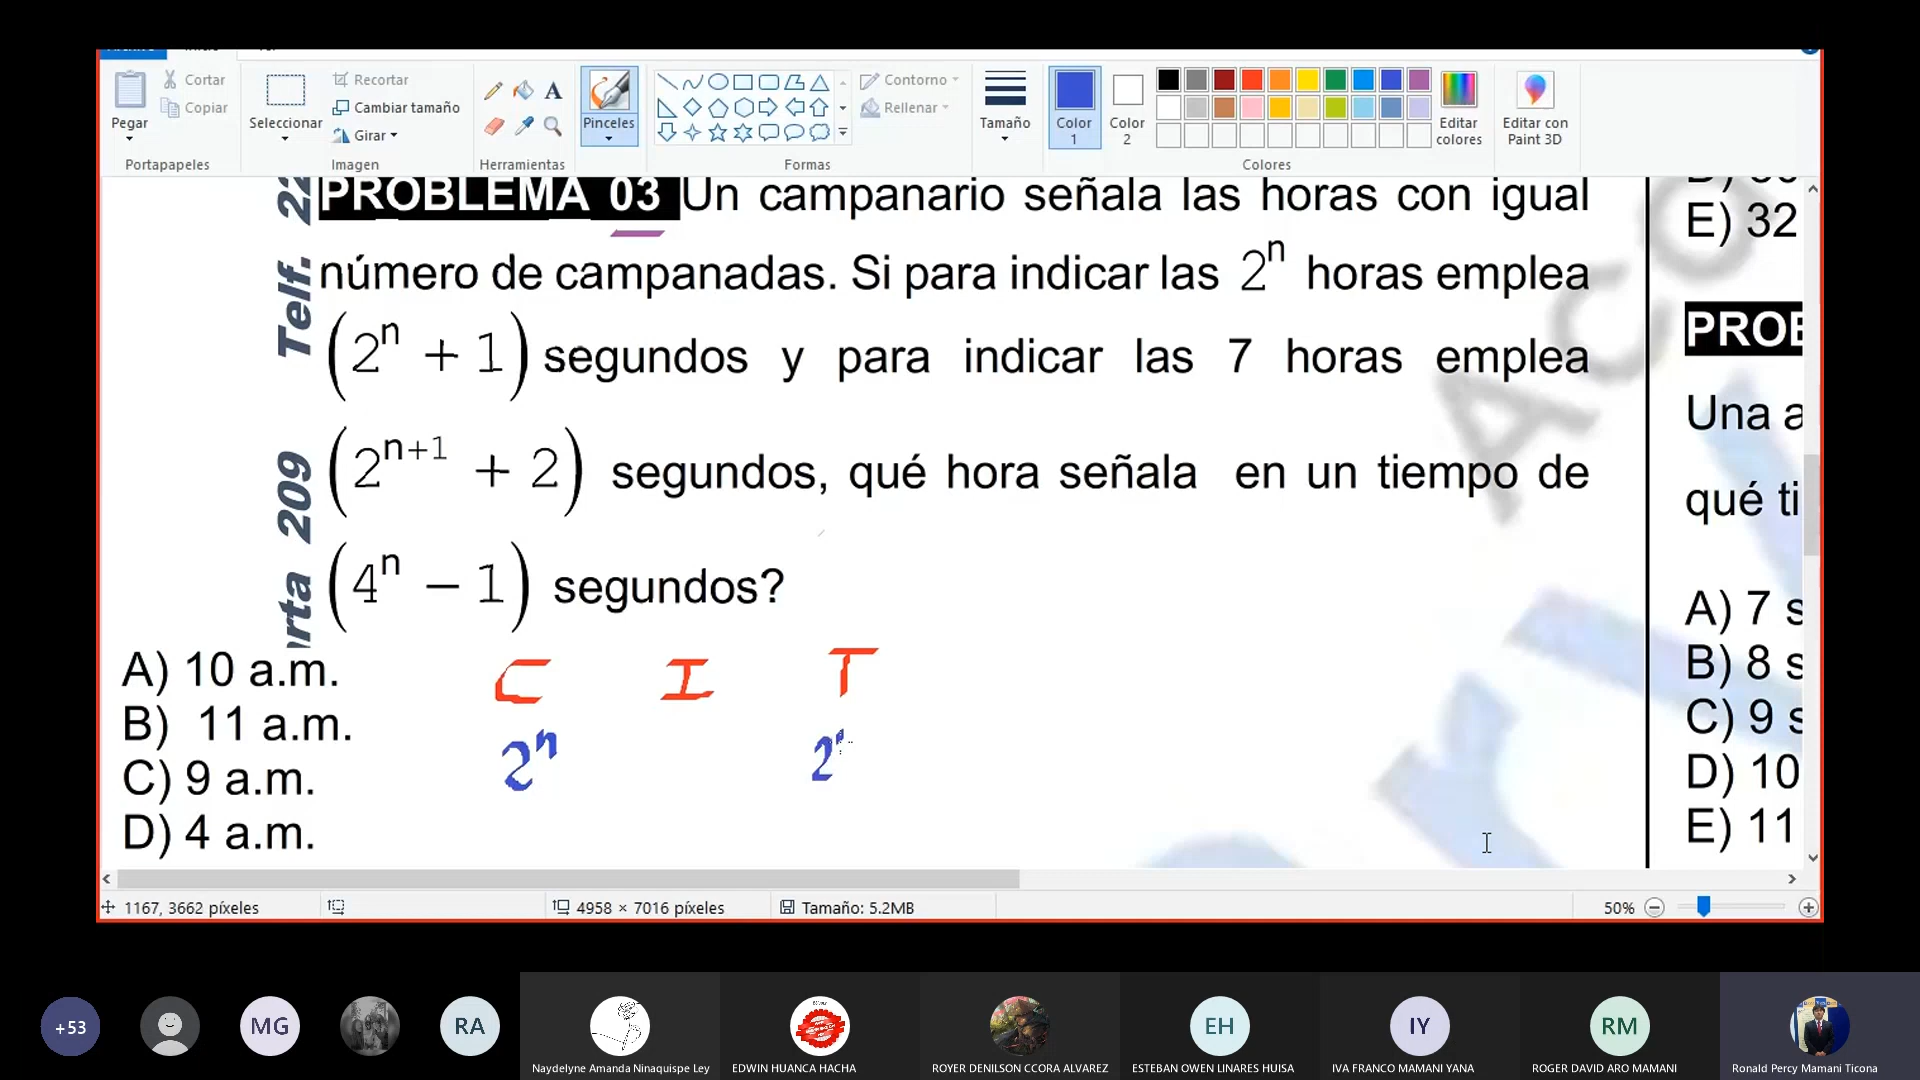 Cortar
Copiar
Pegar
Portapapeles
Seleccionar
Recortar
Cambiar tamaño
Girar
Imagen
A
Herramientas
Pinceles
Contorno
Rellenar
Formas
Tamaño
Color 1
Color 2
Editar colores
Editar con Paint 3D
Colores
PROBLEMA 03 Un campanario señala las horas con igual
número de campanadas. Si para indicar las 2^n horas emplea
(2^n + 1) segundos y para indicar las 7 horas emplea
(2^{n+1} + 2) segundos, qué hora señala en un tiempo de
(4^n − 1) segundos?
A) 10 a.m.
B) 11 a.m.
C) 9 a.m.
D) 4 a.m.
C I T
2^n 2
Telf. 22
209
E) 32
PROB
Una a
qué ti
A) 7 s
B) 8 s
C) 9 s
D) 10
E) 11
1167, 3662 píxeles
4958 × 7016 píxeles
Tamaño: 5.2MB
50%
+53
MG
RA
EH
IY
RM
Naydelyne Amanda Ninaquispe Ley
EDWIN HUANCA HACHA
ROYER DENILSON CCORA ALVAREZ
ESTEBAN OWEN LINARES HUISA
IVA FRANCO MAMANI YANA
ROGER DAVID ARO MAMANI
Ronald Percy Mamani Ticona